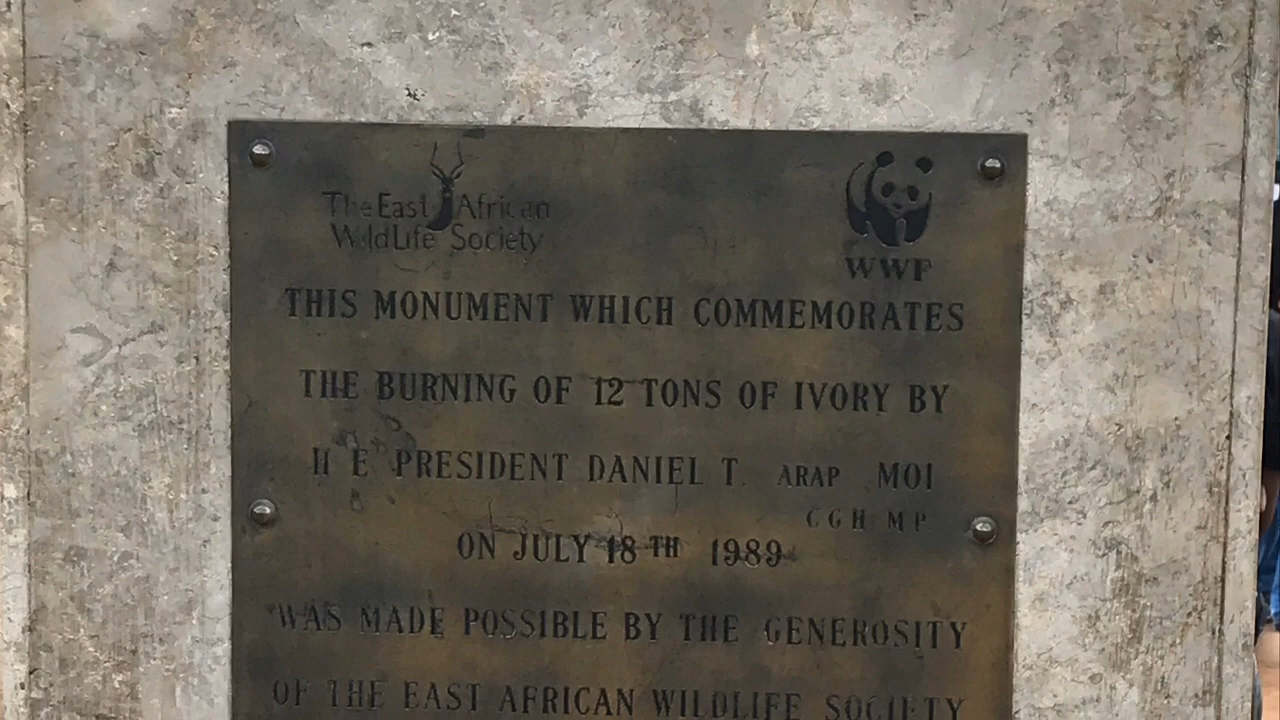 The East African
WildLife Society
WWF
THIS MONUMENT WHICH COMMEMORATES
THE BURNING OF 12 TONS OF IVORY BY
H E PRESIDENT DANIEL T. ARAP MOI
C G H M P
ON JULY 18 TH 1989
WAS MADE POSSIBLE BY THE GENEROSITY
OF THE EAST AFRICAN WILDLIFE SOCIETY